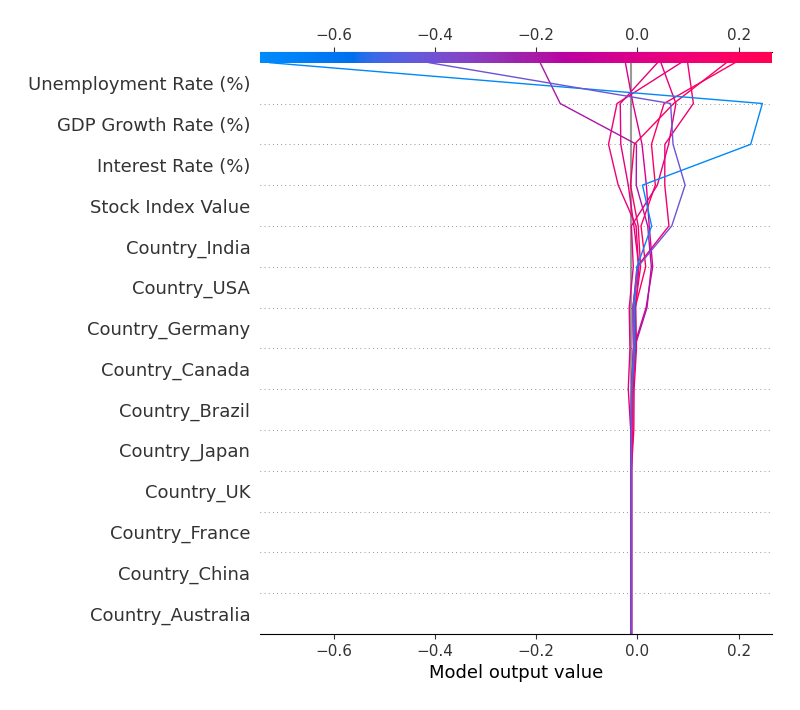 −0.6 −0.4 −0.2 0.0 0.2
Unemployment Rate (%)
GDP Growth Rate (%)
Interest Rate (%)
Stock Index Value
Country_India
Country_USA
Country_Germany
Country_Canada
Country_Brazil
Country_Japan
Country_UK
Country_France
Country_China
Country_Australia
−0.6 −0.4 −0.2 0.0 0.2
Model output value